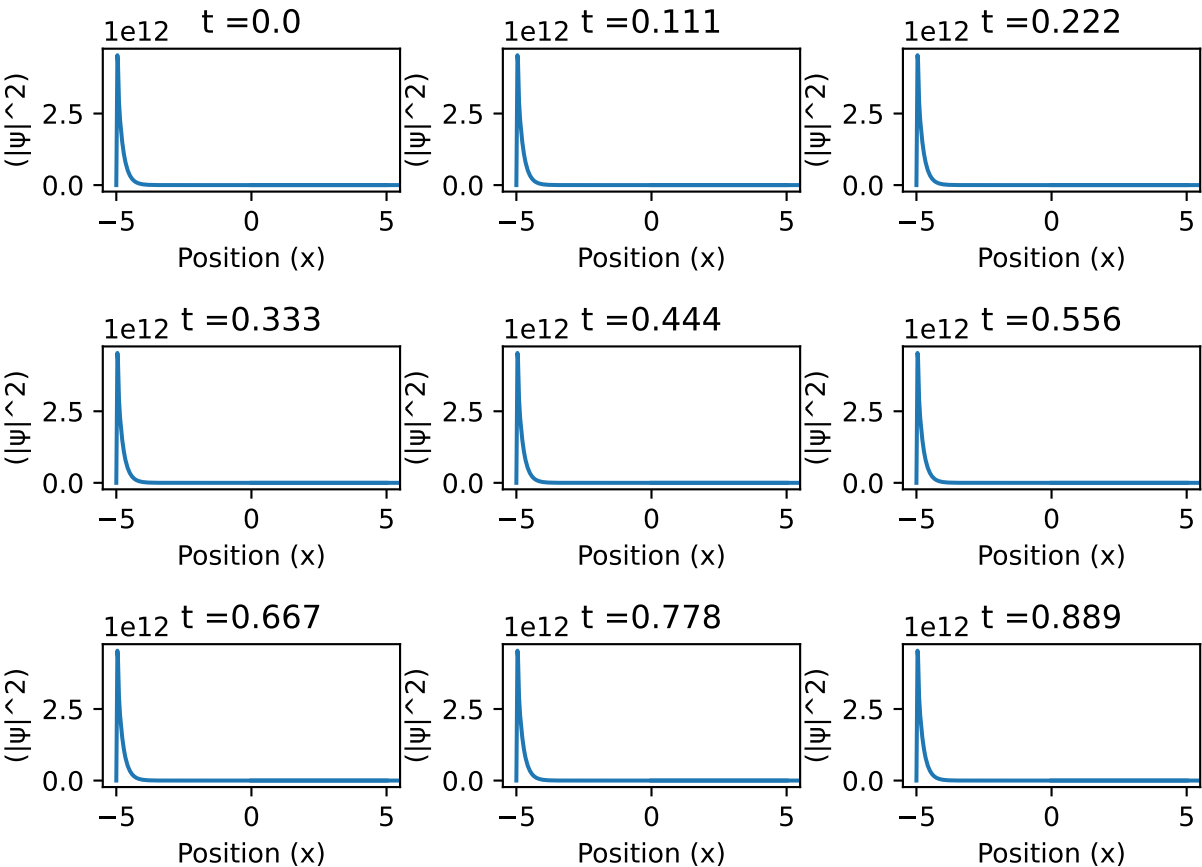 1e12 t =0.0
2.5
0.0
(|ψ|^2)
−5 0 5
Position (x)
1e12 t =0.111
2.5
0.0
(|ψ|^2)
−5 0 5
Position (x)
1e12 t =0.222
2.5
0.0
(|ψ|^2)
−5 0 5
Position (x)
1e12 t =0.333
2.5
0.0
(|ψ|^2)
−5 0 5
Position (x)
1e12 t =0.444
2.5
0.0
(|ψ|^2)
−5 0 5
Position (x)
1e12 t =0.556
2.5
0.0
(|ψ|^2)
−5 0 5
Position (x)
1e12 t =0.667
2.5
0.0
(|ψ|^2)
−5 0 5
Position (x)
1e12 t =0.778
2.5
0.0
(|ψ|^2)
−5 0 5
Position (x)
1e12 t =0.889
2.5
0.0
(|ψ|^2)
−5 0 5
Position (x)